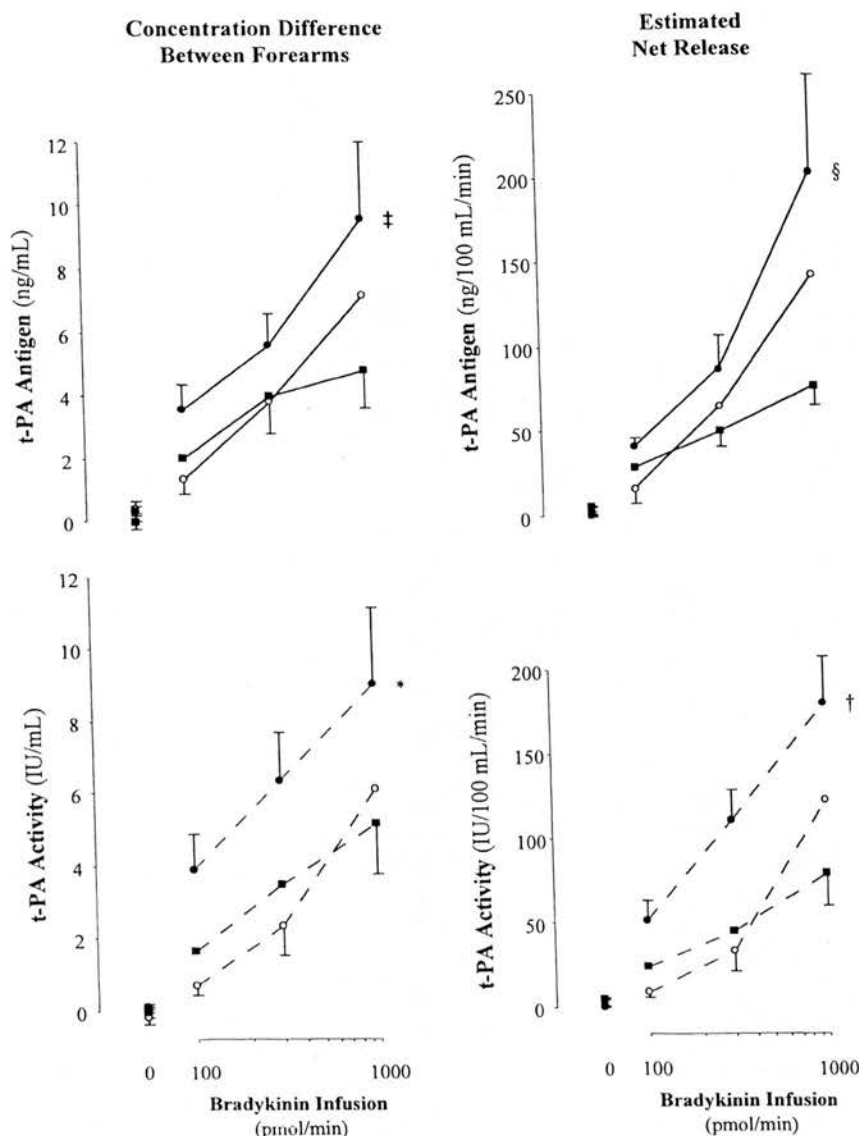 Concentration Difference
Between Forearms
Estimated
Net Release
t-PA Antigen (ng/mL)
12
10
8
6
4
2
0
‡
t-PA Antigen (ng/100 mL/min)
250
200
150
100
50
0
§
t-PA Activity (IU/mL)
12
10
8
6
4
2
0
*
t-PA Activity (IU/100 mL/min)
200
150
100
50
0
†
0 100 1000
Bradykinin Infusion
(pmol/min)
0 100 1000
Bradykinin Infusion
(pmol/min)